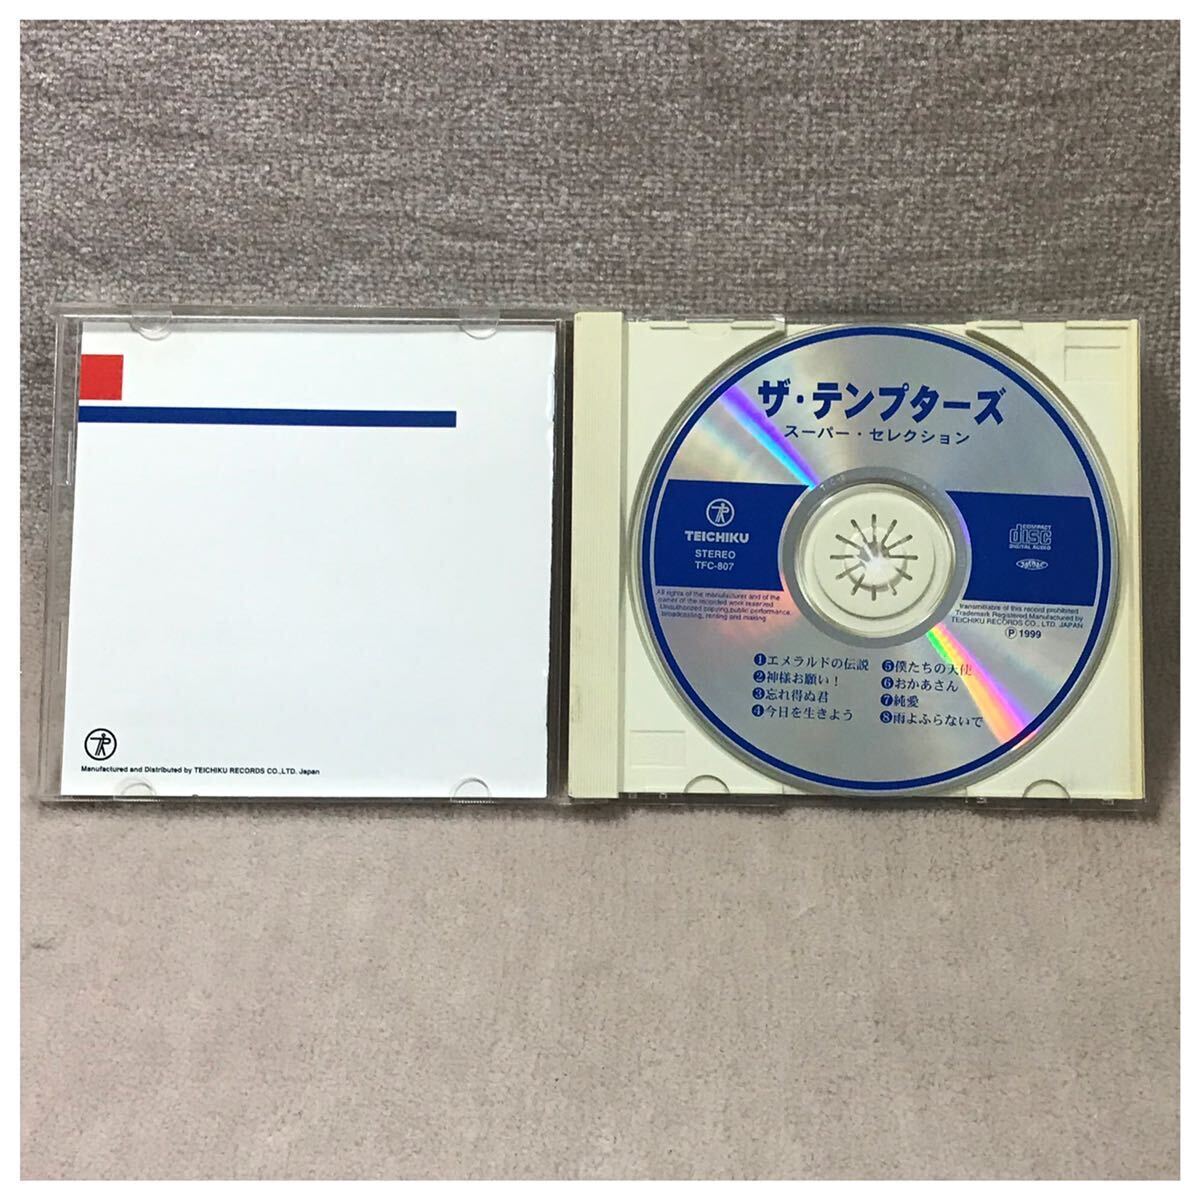 Manufactured and Distributed by TEICHIKU RECORDS CO.,LTD. Japan
ザ・テンプターズ
スーパー・セレクション
TEICHIKU
STEREO
TFC-807
COMPACT
disc
DIGITAL AUDIO
All rights of the manufacturer and of the
owner of the recorded work reserved
Unauthorized copying,public performance,
broadcasting, renting and making
transmittable of this record prohibited
Trademark Registered Manufactured by
TEICHIKU RECORDS CO., LTD. JAPAN
Ⓟ 1999
❶エメラルドの伝説
❷神様お願い!
❸忘れ得ぬ君
❹今日を生きよう
❺僕たちの天使
❻おかあさん
❼純愛
❽雨よふらないで